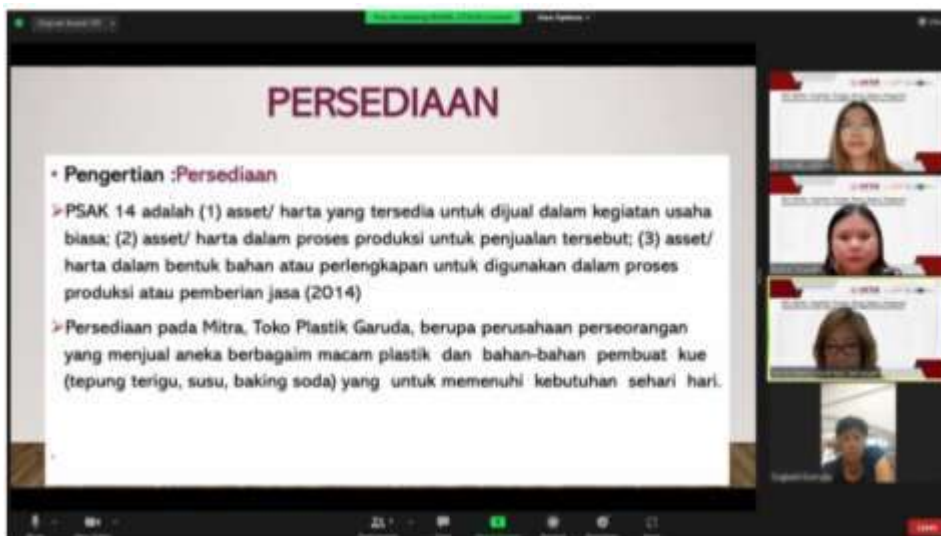 PERSEDIAAN
• Pengertian :Persediaan
➢PSAK 14 adalah (1) asset/ harta yang tersedia untuk dijual dalam kegiatan usaha
biasa; (2) asset/ harta dalam proses produksi untuk penjualan tersebut; (3) asset/
harta dalam bentuk bahan atau perlengkapan untuk digunakan dalam proses
produksi atau pemberian jasa (2014)
➢Persediaan pada Mitra, Toko Plastik Garuda, berupa perusahaan perseorangan
yang menjual aneka berbagaim macam plastik dan bahan-bahan pembuat kue
(tepung terigu, susu, baking soda) yang untuk memenuhi kebutuhan sehari hari.